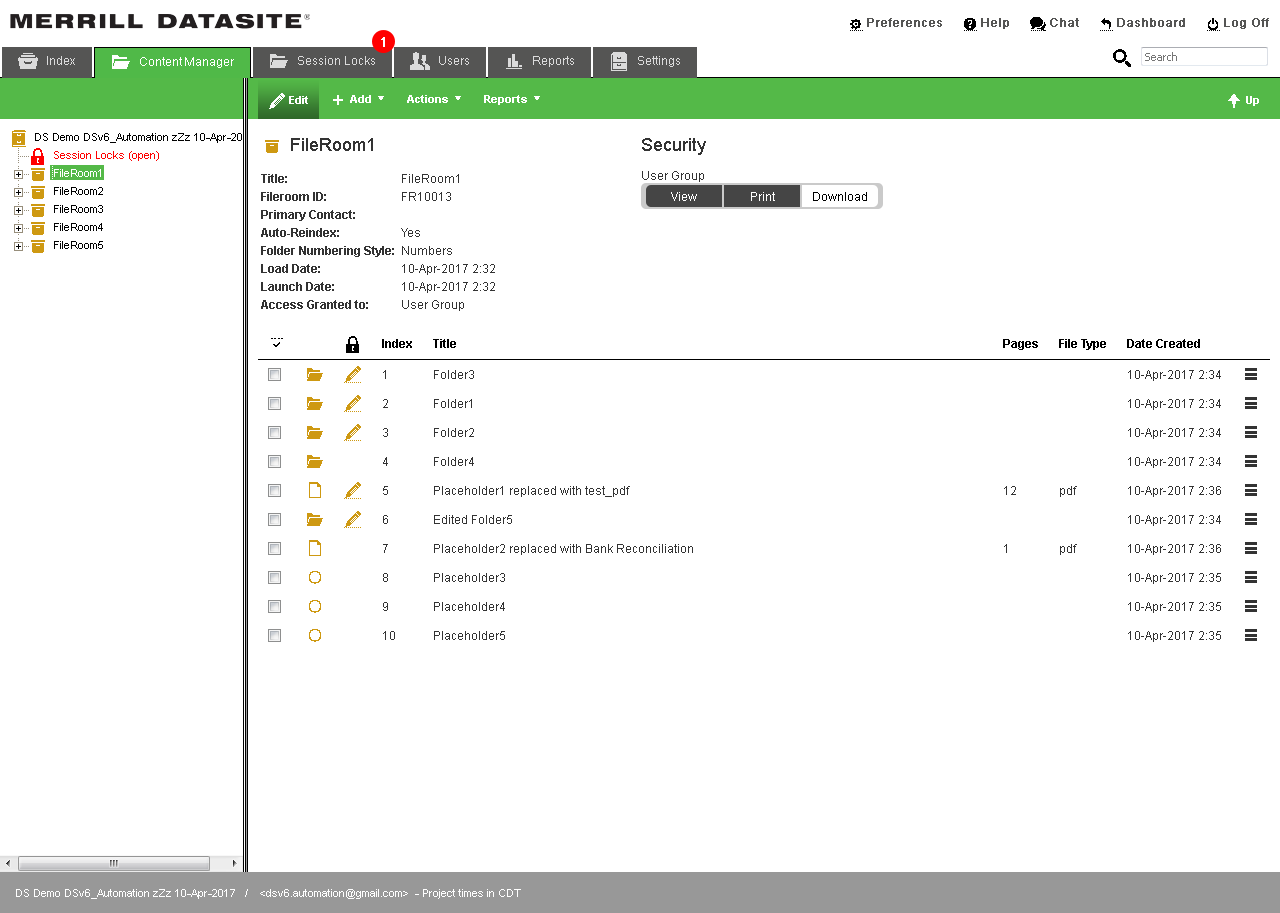 MERRILL DATASITE®
Preferences Help Chat Dashboard Log Off
1
Index Content Manager Session Locks Users Reports Settings Search
Edit Add Actions Reports Up
DS Demo DSv6_Automation zZz 10-Apr-20
Session Locks (open)
FileRoom1
FileRoom2
FileRoom3
FileRoom4
FileRoom5
FileRoom1
Title: FileRoom1
Fileroom ID: FR10013
Primary Contact:
Auto-Reindex: Yes
Folder Numbering Style: Numbers
Load Date: 10-Apr-2017 2:32
Launch Date: 10-Apr-2017 2:32
Access Granted to: User Group
Security
User Group
View Print Download
Index Title Pages File Type Date Created
1 Folder3 10-Apr-2017 2:34
2 Folder1 10-Apr-2017 2:34
3 Folder2 10-Apr-2017 2:34
4 Folder4 10-Apr-2017 2:34
5 Placeholder1 replaced with test_pdf 12 pdf 10-Apr-2017 2:36
6 Edited Folder5 10-Apr-2017 2:34
7 Placeholder2 replaced with Bank Reconciliation 1 pdf 10-Apr-2017 2:36
8 Placeholder3 10-Apr-2017 2:35
9 Placeholder4 10-Apr-2017 2:35
10 Placeholder5 10-Apr-2017 2:35
DS Demo DSv6_Automation zZz 10-Apr-2017 / <dsv6.automation@gmail.com> - Project times in CDT